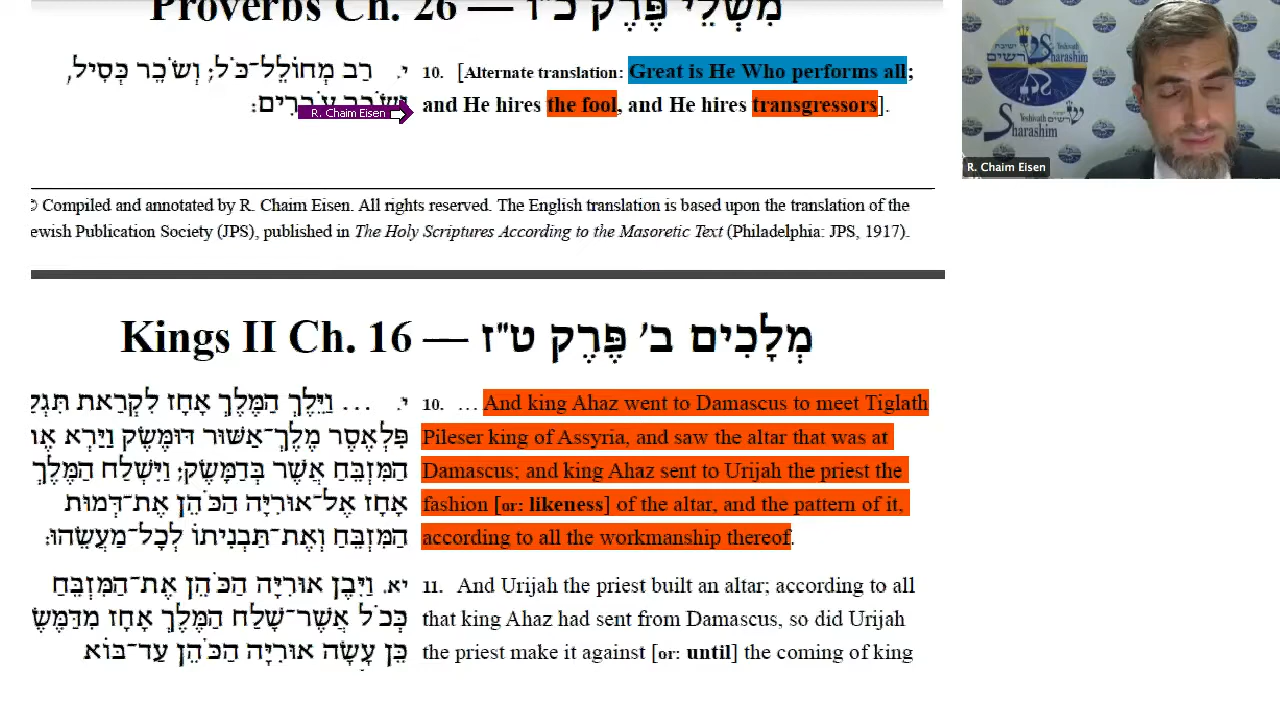 Proverbs Ch. 26 — מִשְׁלֵי פֶּרֶק כ"ו
י. רַב מְחוֹלֵל־כֹּל; וְשֹׂכֵר כְּסִיל,
10. [Alternate translation: Great is He Who performs all;
וְשֹׂכֵר עֹבְרִים:
and He hires the fool, and He hires transgressors].
R. Chaim Eisen
© Compiled and annotated by R. Chaim Eisen. All rights reserved. The English translation is based upon the translation of the
ewish Publication Society (JPS), published in The Holy Scriptures According to the Masoretic Text (Philadelphia: JPS, 1917).
Kings II Ch. 16 — מְלָכִים ב' פֶּרֶק ט"ז
י. ... וַיֵּלֶךְ הַמֶּלֶךְ אָחָז לִקְרַאת תִּגְלַ
פִּלְאֶסֶר מֶלֶךְ־אַשּׁוּר דּוּמֶּשֶׂק וַיַּרְא אֶ
הַמִּזְבֵּחַ אֲשֶׁר בְּדַמָּשֶׂק; וַיִּשְׁלַח הַמֶּלֶךְ
אָחָז אֶל־אוּרִיָּה הַכֹּהֵן אֶת־דְּמוּת
הַמִּזְבֵּחַ וְאֶת־תַּבְנִיתוֹ לְכָל־מַעֲשֵׂהוּ:
10. ... And king Ahaz went to Damascus to meet Tiglath
Pileser king of Assyria, and saw the altar that was at
Damascus; and king Ahaz sent to Urijah the priest the
fashion [or: likeness] of the altar, and the pattern of it,
according to all the workmanship thereof.
יא. וַיִּבֶן אוּרִיָּה הַכֹּהֵן אֶת־הַמִּזְבֵּחַ
כְּכֹל אֲשֶׁר־שָׁלַח הַמֶּלֶךְ אָחָז מִדַּמֶּשֶׂ
כֵּן עָשָׂה אוּרִיָּה הַכֹּהֵן עַד־בּוֹא
11. And Urijah the priest built an altar; according to all
that king Ahaz had sent from Damascus, so did Urijah
the priest make it against [or: until] the coming of king
Yeshivath
Sharashim
ישיבת
שרשים
R. Chaim Eisen